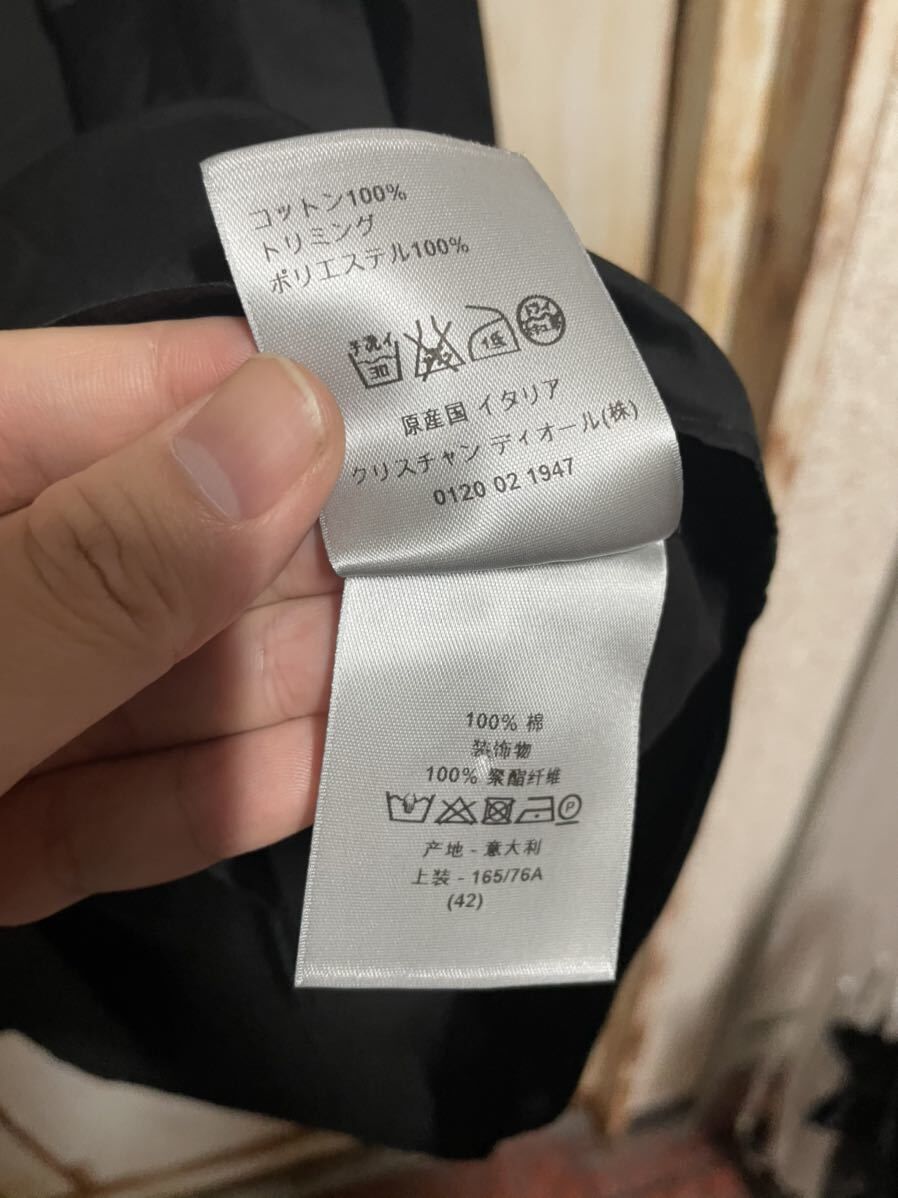 コットン100%
トリミング
ポリエステル100%
手洗イ
30
低
ドライ
原産国 イタリア
クリスチャン ディオール(株)
0120 02 1947
100% 棉
装饰物
100% 聚酯纤维
P
产地 - 意大利
上装 - 165/76A
(42)